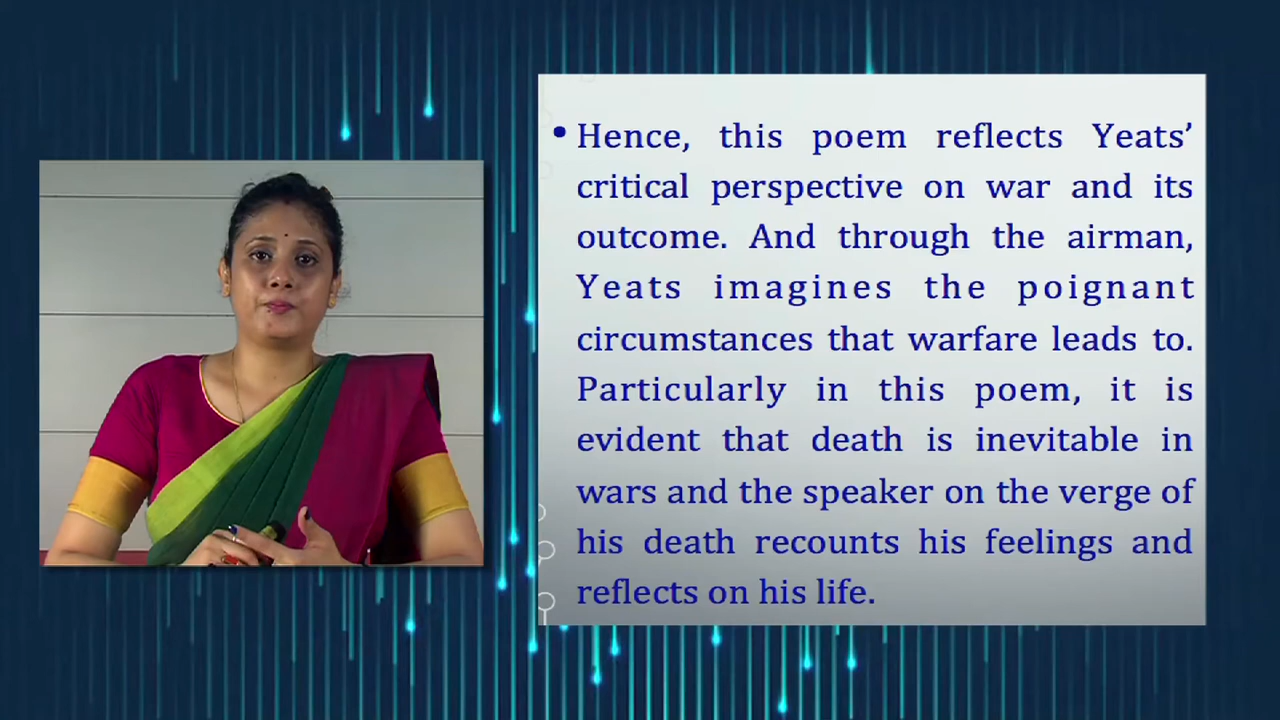 • Hence, this poem reflects Yeats’
critical perspective on war and its
outcome. And through the airman,
Yeats imagines the poignant
circumstances that warfare leads to.
Particularly in this poem, it is
evident that death is inevitable in
wars and the speaker on the verge of
his death recounts his feelings and
reflects on his life.